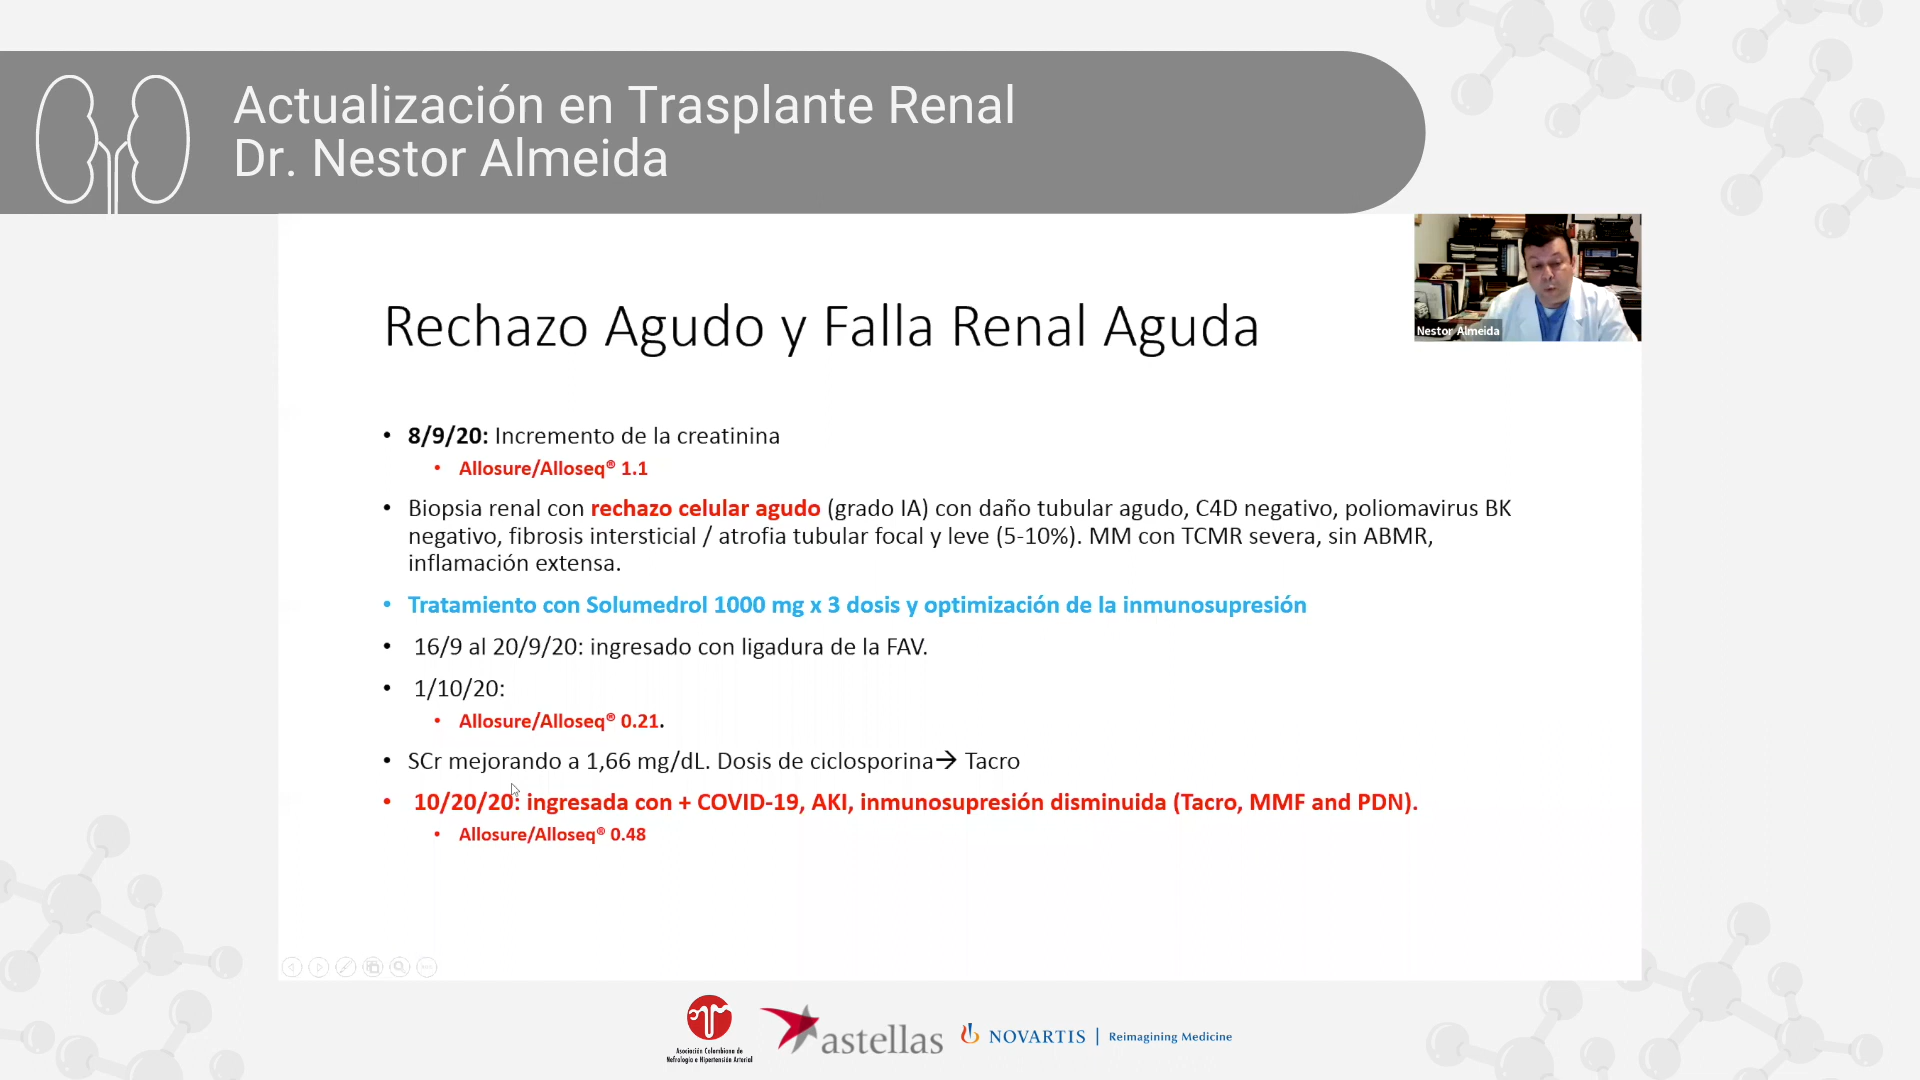 Actualización en Trasplante Renal
Dr. Nestor Almeida
Nestor Almeida
Rechazo Agudo y Falla Renal Aguda
• 8/9/20: Incremento de la creatinina
• Allosure/Alloseq® 1.1
• Biopsia renal con rechazo celular agudo (grado IA) con daño tubular agudo, C4D negativo, poliomavirus BK
negativo, fibrosis intersticial / atrofia tubular focal y leve (5-10%). MM con TCMR severa, sin ABMR,
inflamación extensa.
• Tratamiento con Solumedrol 1000 mg x 3 dosis y optimización de la inmunosupresión
• 16/9 al 20/9/20: ingresado con ligadura de la FAV.
• 1/10/20:
• Allosure/Alloseq® 0.21.
• SCr mejorando a 1,66 mg/dL. Dosis de ciclosporina→ Tacro
• 10/20/20: ingresada con + COVID-19, AKI, inmunosupresión disminuida (Tacro, MMF and PDN).
• Allosure/Alloseq® 0.48
Asociación Colombiana de
Nefrología e Hipertensión Arterial
astellas
NOVARTIS | Reimagining Medicine